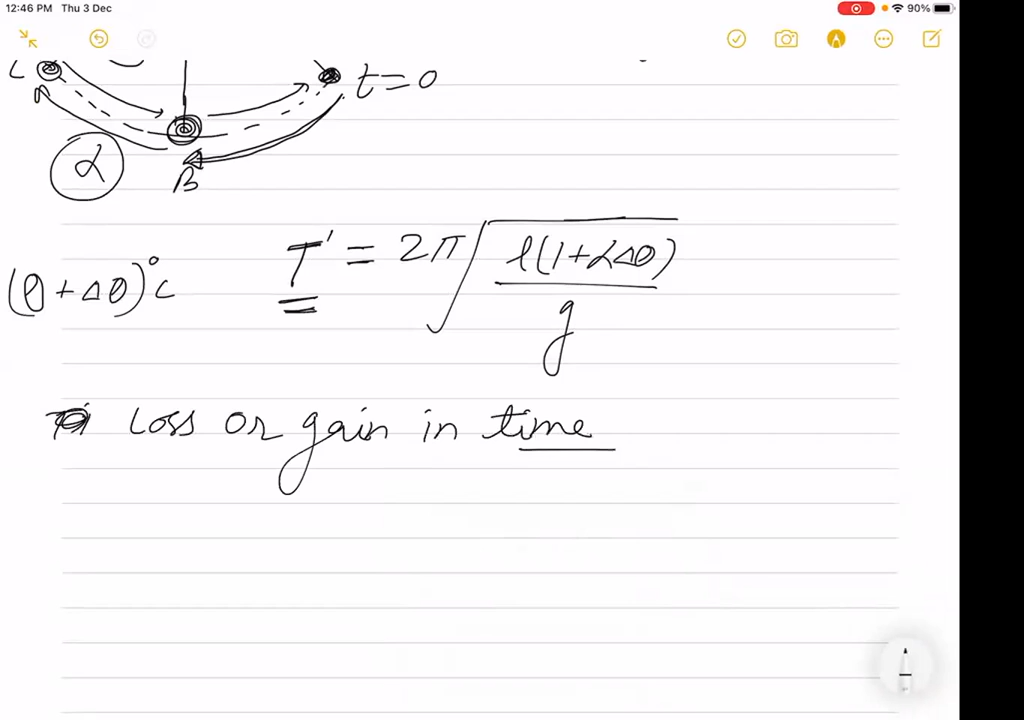 12:46 PM Thu 3 Dec 90%
C t=0
α
B
(θ+Δθ)°C T' = 2π√(l(1+αΔθ)/g)
Loss or gain in time